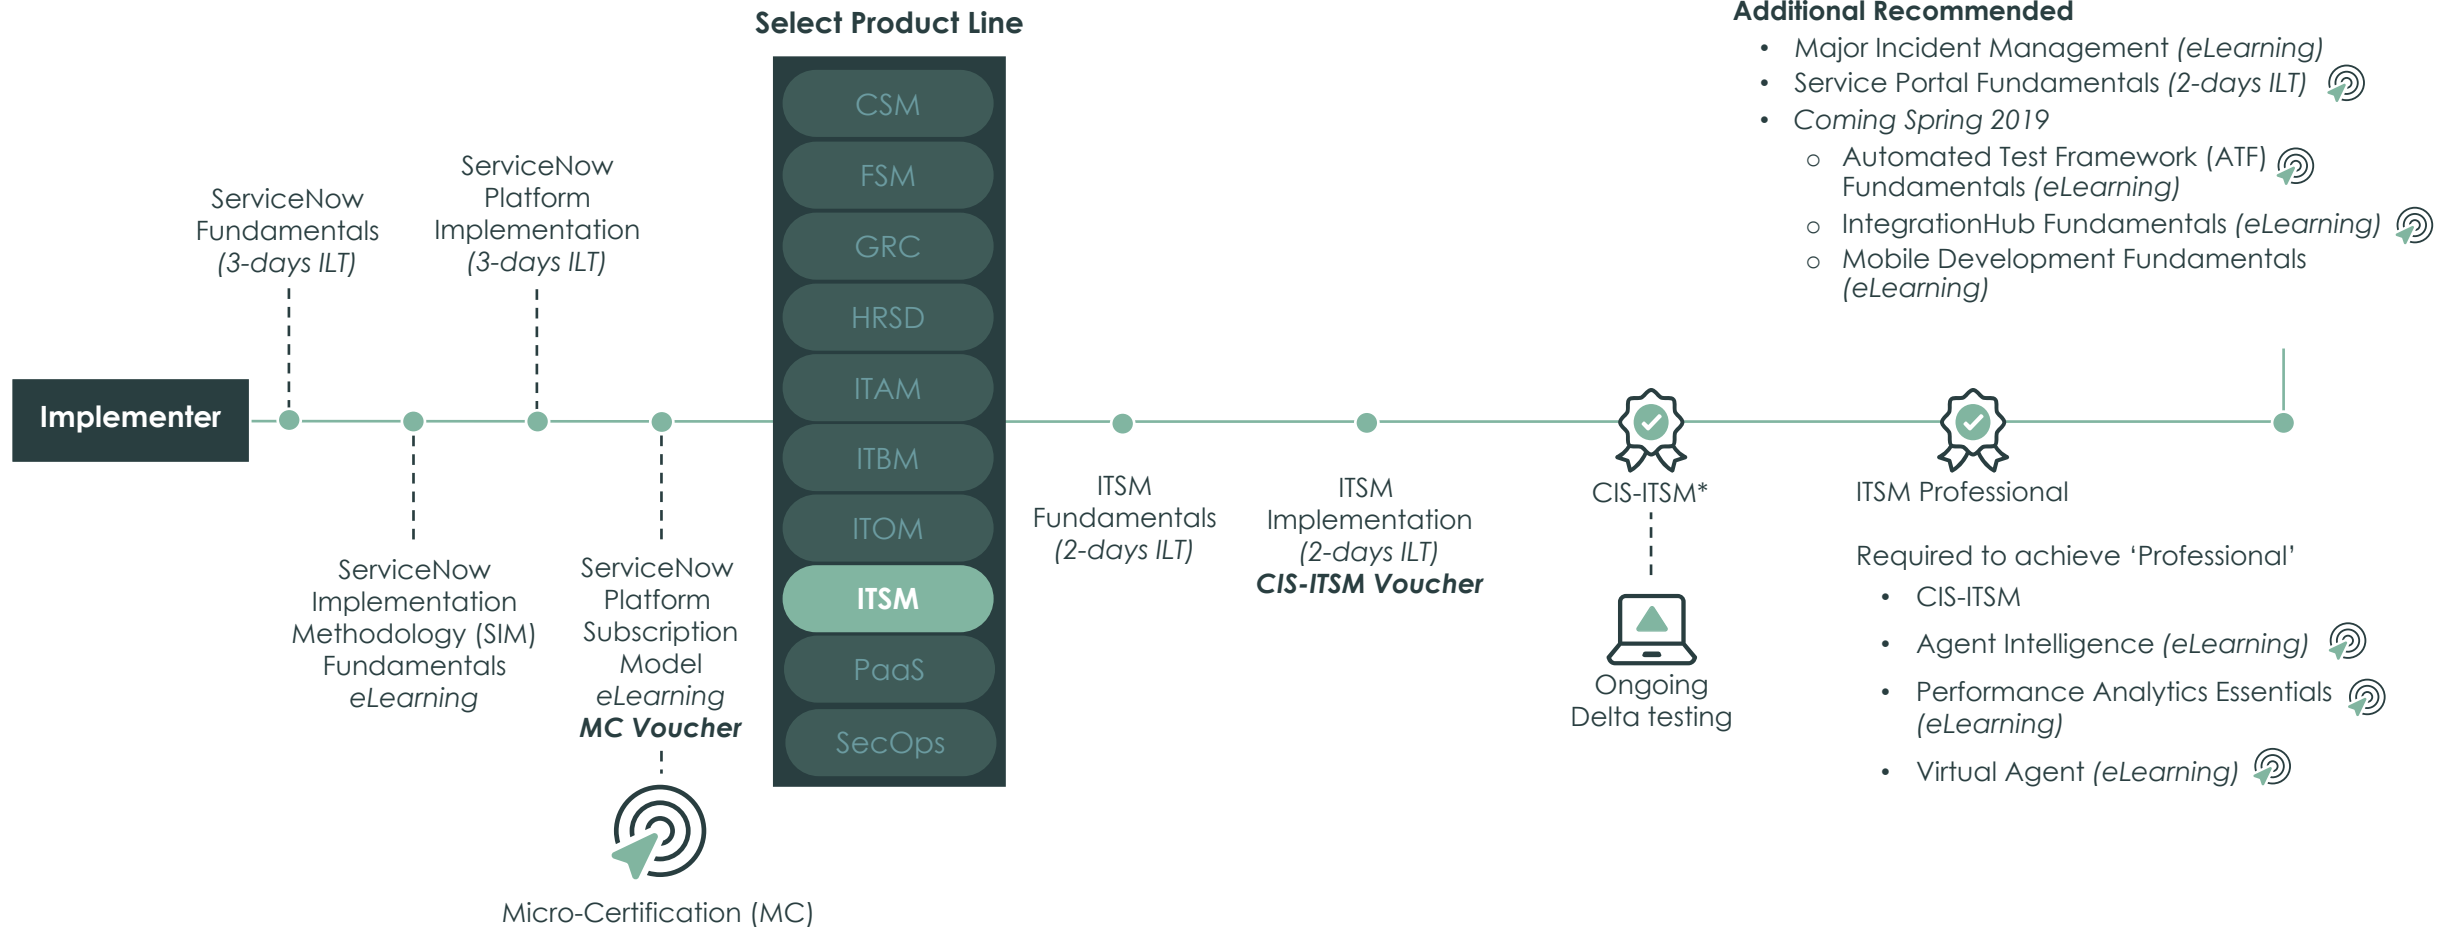 Select Product Line
CSM
FSM
GRC
HRSD
ITAM
ITBM
ITOM
ITSM
PaaS
SecOps
Implementer
ServiceNow
Fundamentals
(3-days ILT)
ServiceNow
Implementation
Methodology (SIM)
Fundamentals
eLearning
ServiceNow
Platform
Implementation
(3-days ILT)
ServiceNow
Platform
Subscription
Model
eLearning
MC Voucher
Micro-Certification (MC)
ITSM
Fundamentals
(2-days ILT)
ITSM
Implementation
(2-days ILT)
CIS-ITSM Voucher
CIS-ITSM*
Ongoing
Delta testing
ITSM Professional
Required to achieve ‘Professional’
• CIS-ITSM
• Agent Intelligence (eLearning)
• Performance Analytics Essentials
(eLearning)
• Virtual Agent (eLearning)
Additional Recommended
• Major Incident Management (eLearning)
• Service Portal Fundamentals (2-days ILT)
• Coming Spring 2019
o Automated Test Framework (ATF)
Fundamentals (eLearning)
o IntegrationHub Fundamentals (eLearning)
o Mobile Development Fundamentals
(eLearning)